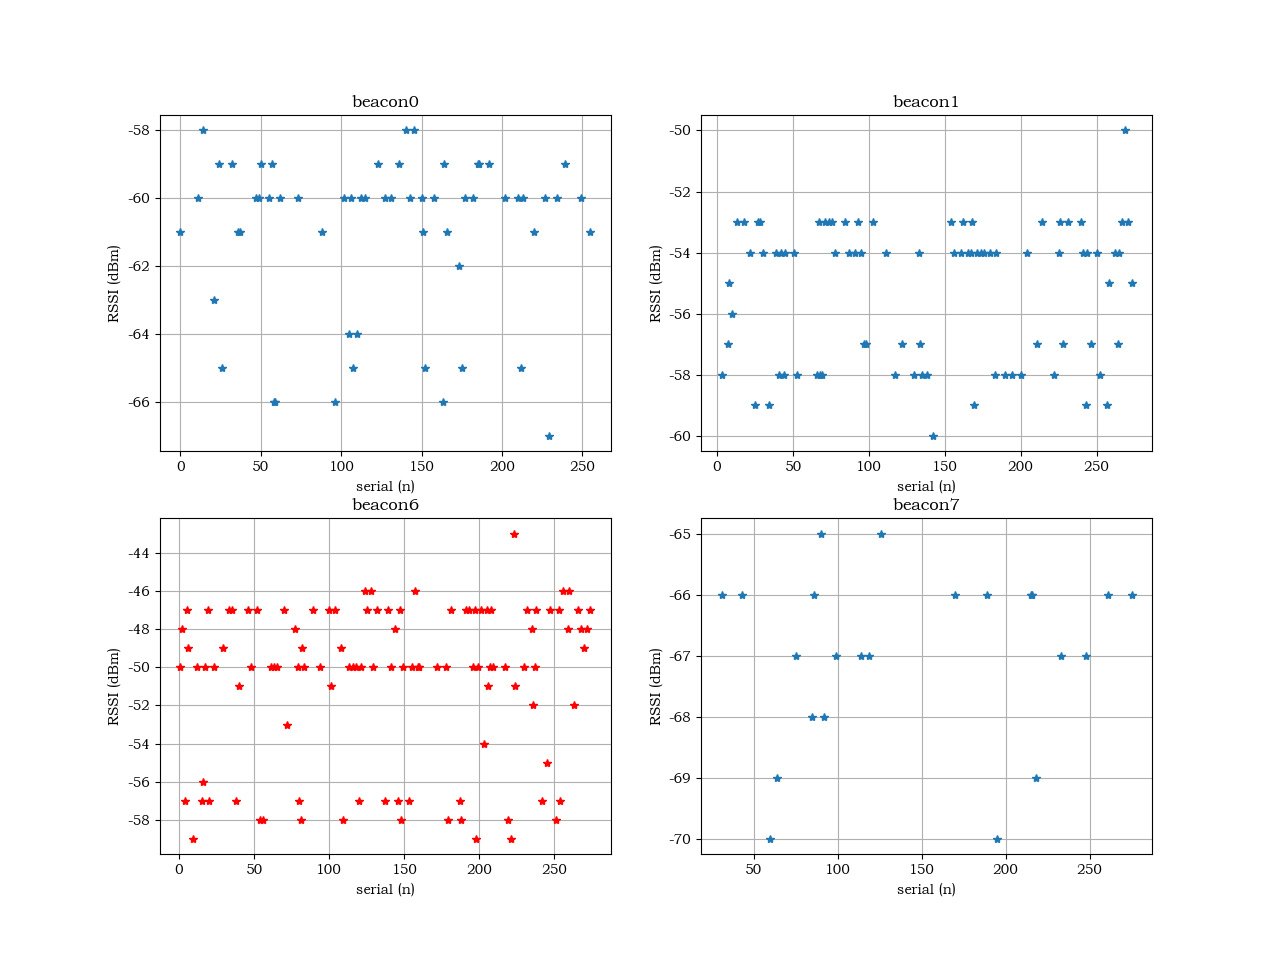 beacon0
-58
-60
-62
-64
-66
RSSI (dBm)
0 50 100 150 200 250
serial (n)
beacon1
-50
-52
-54
-56
-58
-60
RSSI (dBm)
0 50 100 150 200 250
serial (n)
beacon6
-44
-46
-48
-50
-52
-54
-56
-58
RSSI (dBm)
0 50 100 150 200 250
serial (n)
beacon7
-65
-66
-67
-68
-69
-70
RSSI (dBm)
50 100 150 200 250
serial (n)